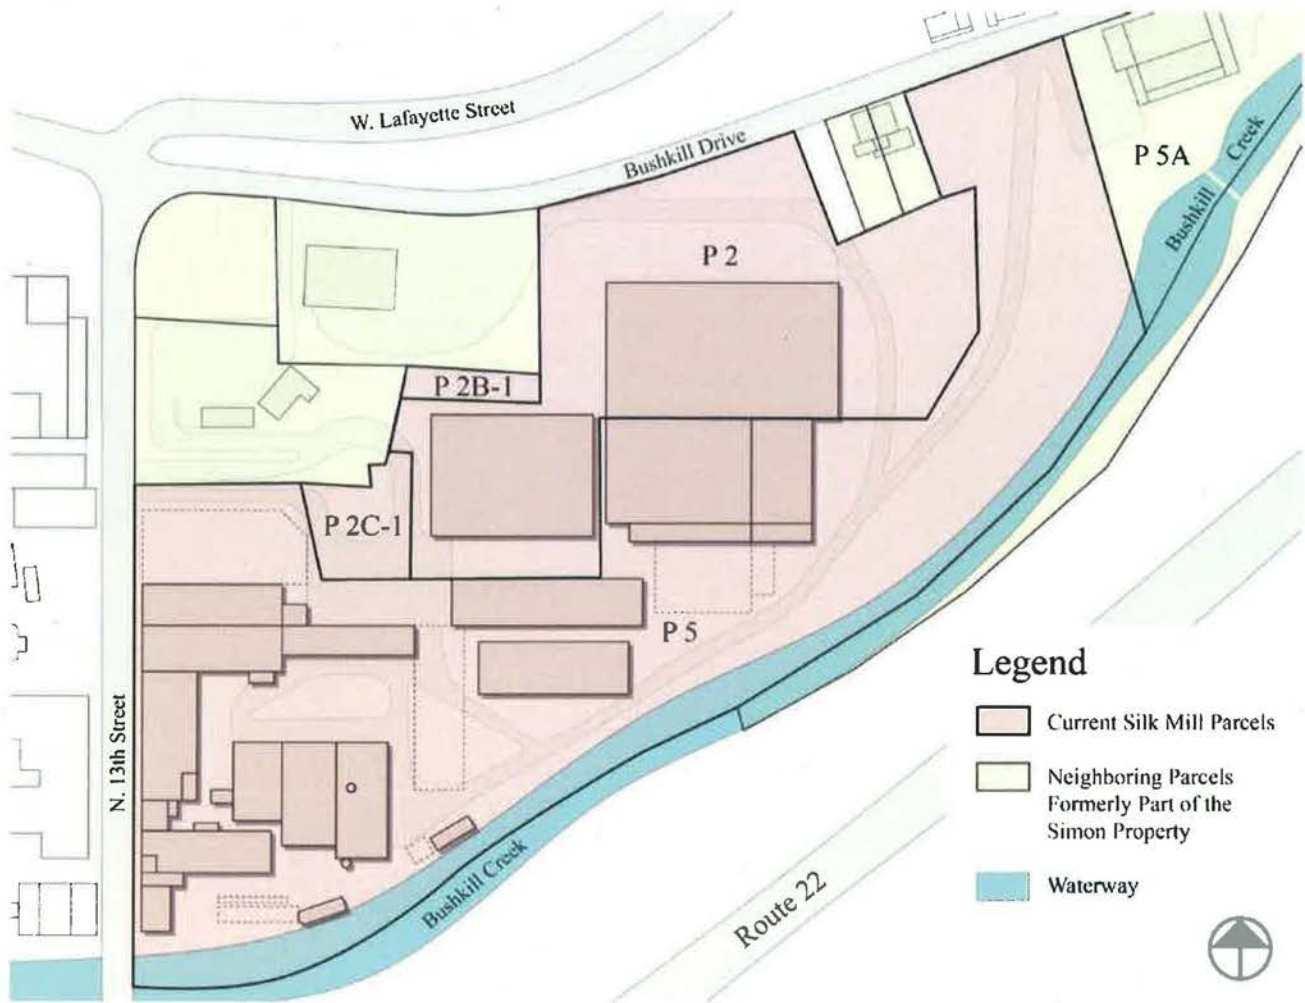 W. Lafayette Street
Bushkill Drive
P 5A
Bushkill Creek
P 2
P 2B-1
P 2C-1
P 5
N. 13th Street
Bushkill Creek
Route 22
Legend
Current Silk Mill Parcels
Neighboring Parcels
Formerly Part of the
Simon Property
Waterway